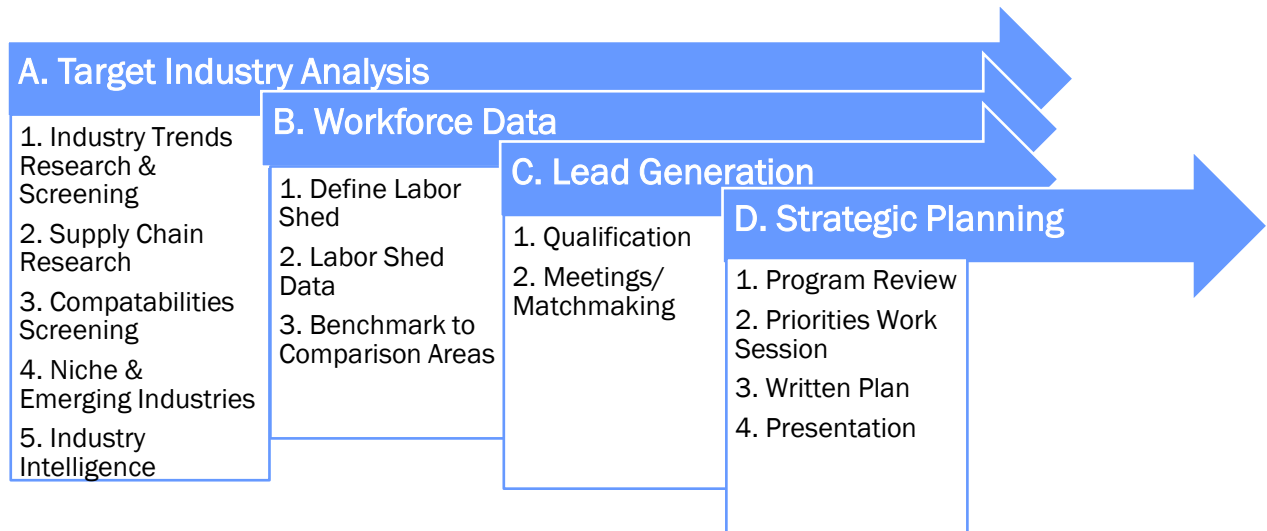 A. Target Industry Analysis
1. Industry Trends
Research &
Screening
2. Supply Chain
Research
3. Compatabilities
Screening
4. Niche &
Emerging Industries
5. Industry
Intelligence
B. Workforce Data
1. Define Labor
Shed
2. Labor Shed
Data
3. Benchmark to
Comparison Areas
C. Lead Generation
1. Qualification
2. Meetings/
Matchmaking
D. Strategic Planning
1. Program Review
2. Priorities Work
Session
3. Written Plan
4. Presentation